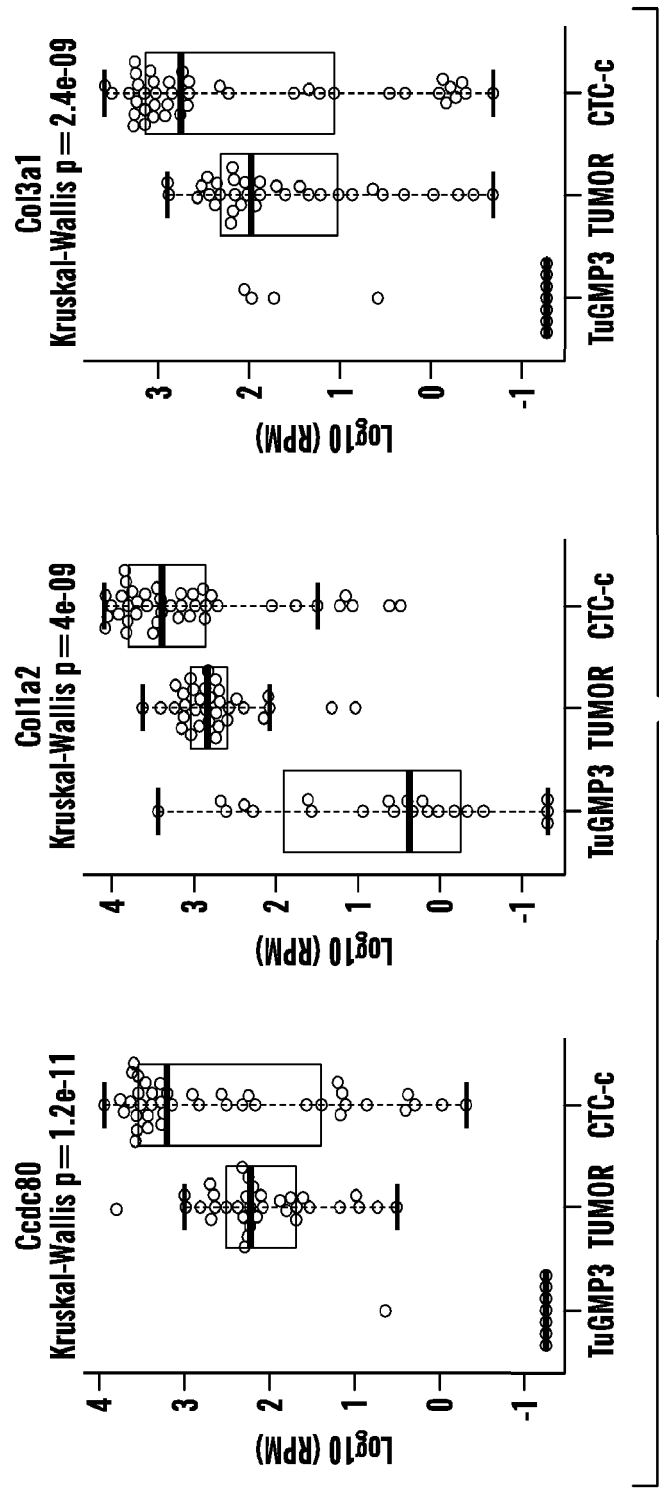 Ccdc80
Kruskal-Wallis p = 1.2e-11
Log10 (RPM)
4
3
2
1
0
-1
TuGMP3 TUMOR CTC-c
Col1a2
Kruskal-Wallis p = 4e-09
Log10 (RPM)
4
3
2
1
0
-1
TuGMP3 TUMOR CTC-c
Col3a1
Kruskal-Wallis p = 2.4e-09
Log10 (RPM)
3
2
1
0
-1
TuGMP3 TUMOR CTC-c